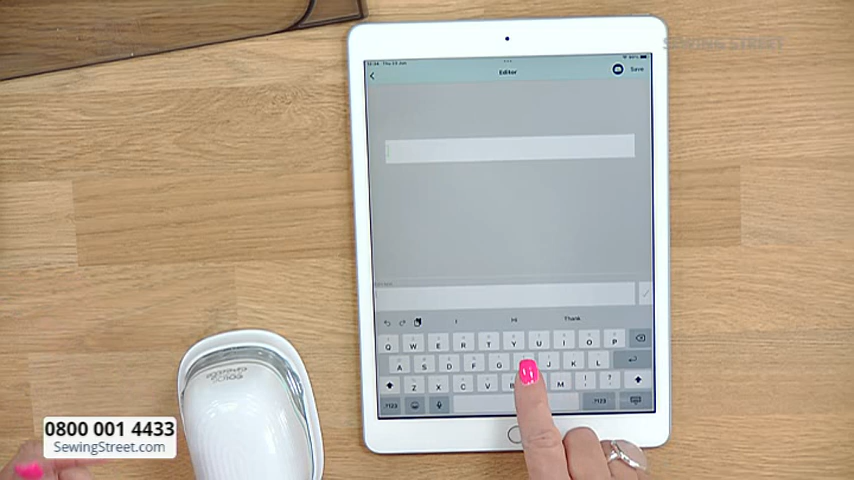 SEWING STREET
Editor
Save
I
Hi
Thank
Q W E R T Y U I O P
A S D F G J K L
Z X C V M
.?123
.?123
0800 001 4433
SewingStreet.com